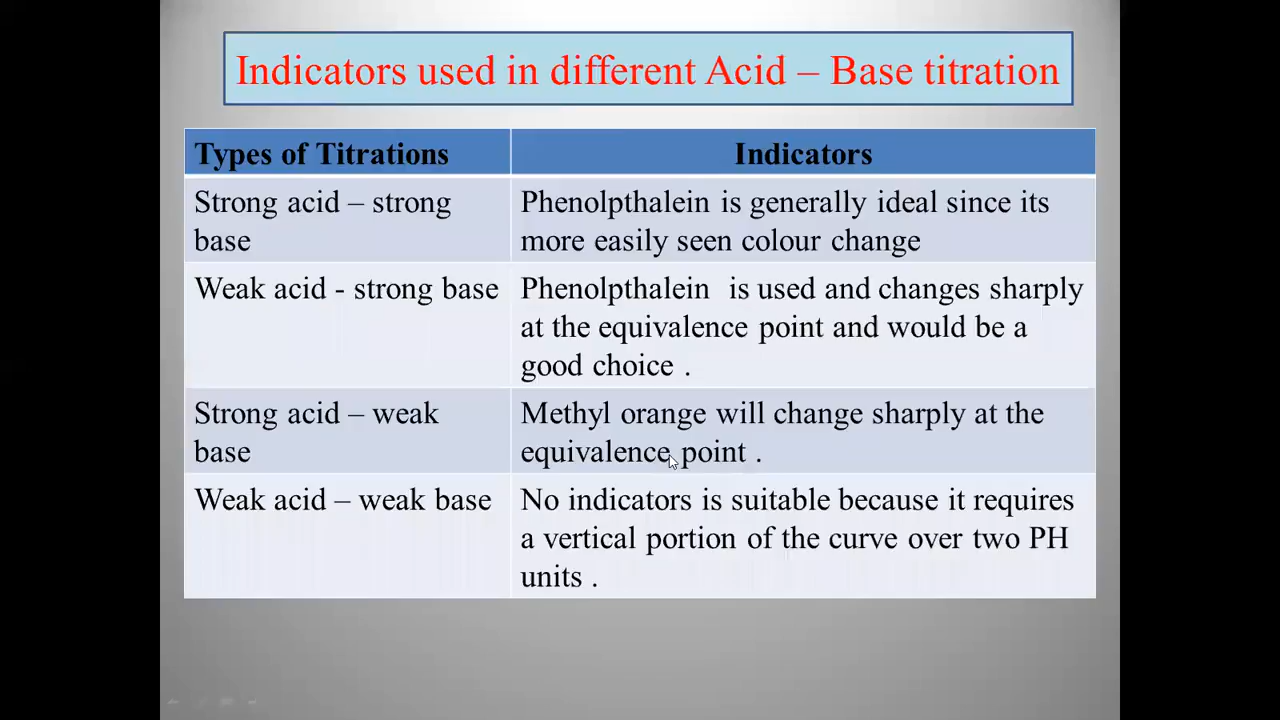 Indicators used in different Acid – Base titration
Types of Titrations
Indicators
Strong acid – strong
base
Phenolpthalein is generally ideal since its
more easily seen colour change
Weak acid - strong base
Phenolpthalein is used and changes sharply
at the equivalence point and would be a
good choice .
Strong acid – weak
base
Methyl orange will change sharply at the
equivalence point .
Weak acid – weak base
No indicators is suitable because it requires
a vertical portion of the curve over two PH
units .